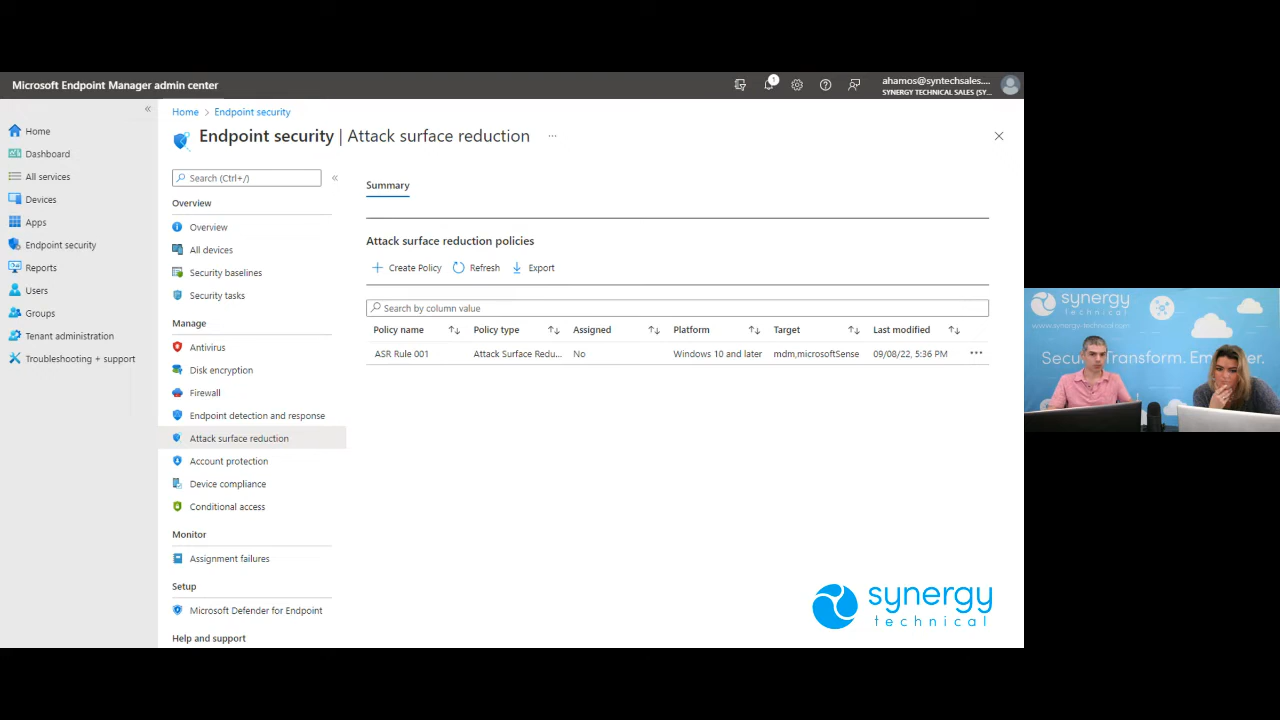 Microsoft Endpoint Manager admin center
1
ahamos@syntechsales....
SYNERGY TECHNICAL SALES (SY...
Home > Endpoint security
Endpoint security | Attack surface reduction ...
Home
Dashboard
All services
Devices
Apps
Endpoint security
Reports
Users
Groups
Tenant administration
Troubleshooting + support
Search (Ctrl+/)
Overview
Overview
All devices
Security baselines
Security tasks
Manage
Antivirus
Disk encryption
Firewall
Endpoint detection and response
Attack surface reduction
Account protection
Device compliance
Conditional access
Monitor
Assignment failures
Setup
Microsoft Defender for Endpoint
Help and support
Summary
Attack surface reduction policies
Create Policy Refresh Export
Search by column value
Policy name Policy type Assigned Platform Target Last modified
ASR Rule 001 Attack Surface Redu... No Windows 10 and later mdm,microsoftSense 09/08/22, 5:36 PM ...
synergy
technical
synergy
technical
www.synergy-technical.com